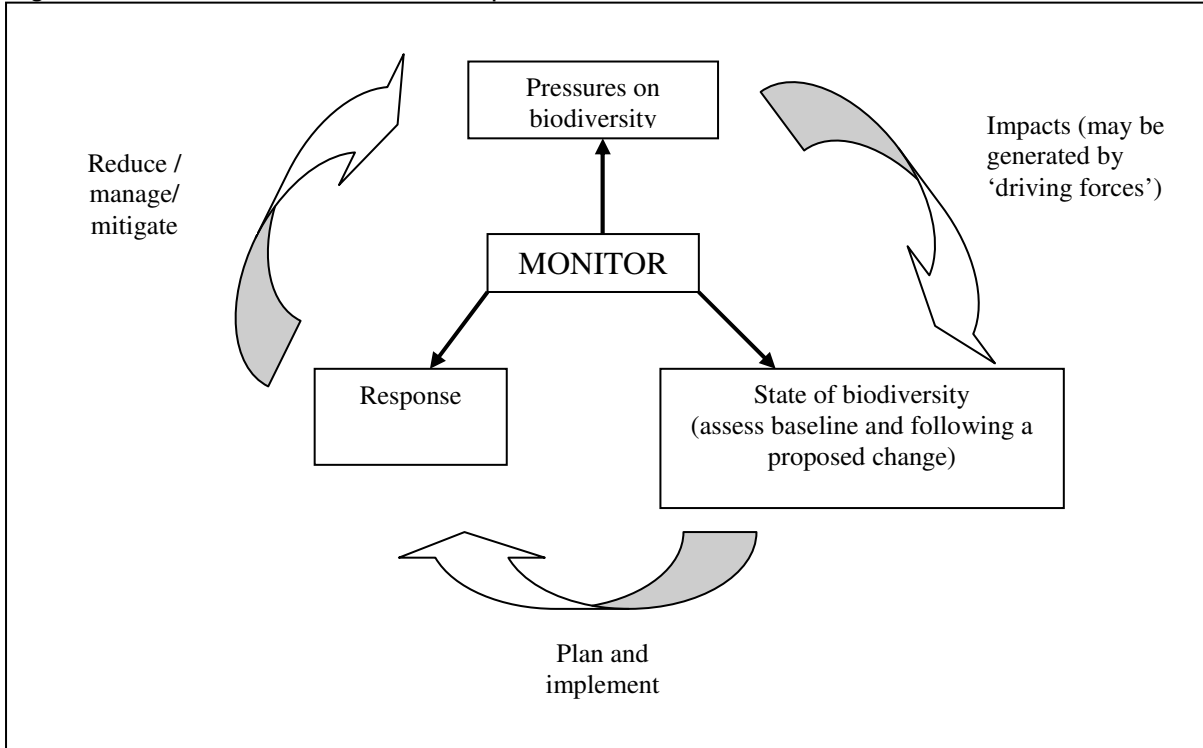 Pressures on
biodiversity
Impacts (may be
generated by
‘driving forces’)
Reduce /
manage/
mitigate
MONITOR
Response
State of biodiversity
(assess baseline and following a
proposed change)
Plan and
implement